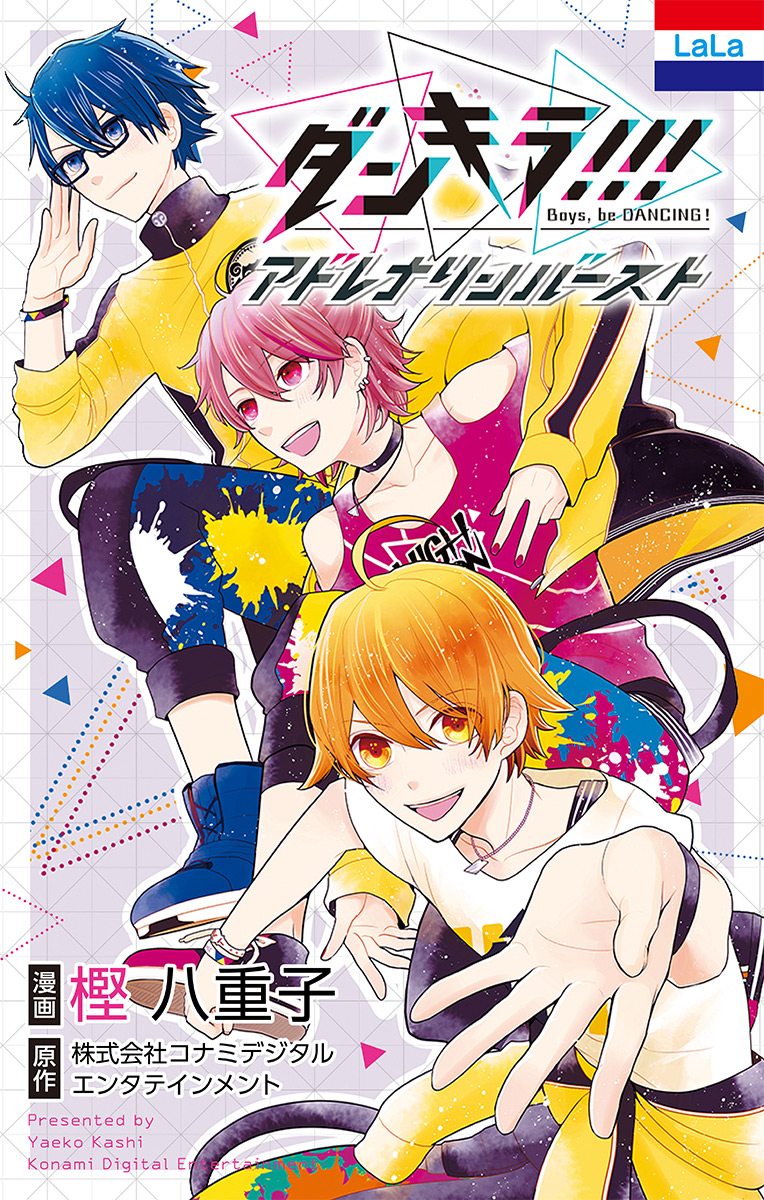 LaLa
ダンキラ!!!
Boys, be DANCING!
アドレナリンバースト
漫画 樫 八重子
原作 株式会社コナミデジタル
エンタテインメント
Presented by
Yaeko Kashi
Konami Digital